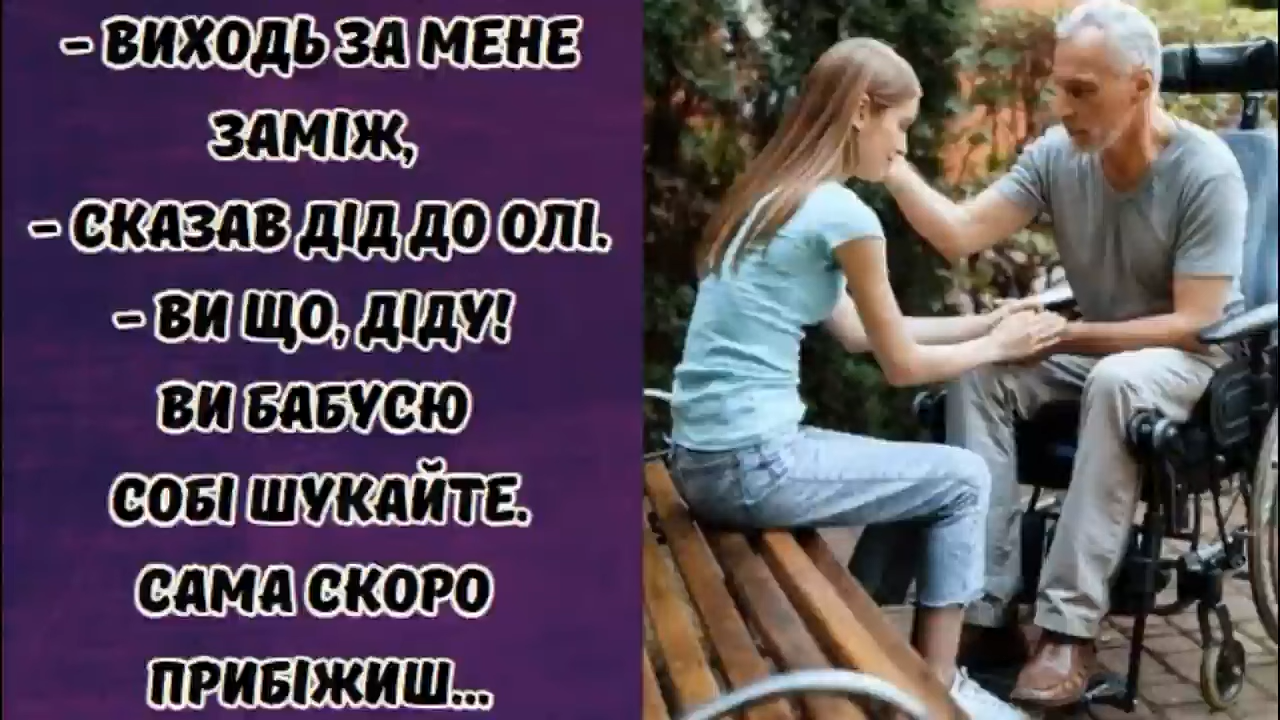 - ВИХОДЬ ЗА МЕНЕ
ЗАМІЖ,
- СКАЗАВ ДІД ДО ОЛІ.
- ВИ ЩО, ДІДУ!
ВИ БАБУСЮ
СОБІ ШУКАЙТЕ.
САМА СКОРО
ПРИБІЖИШ...